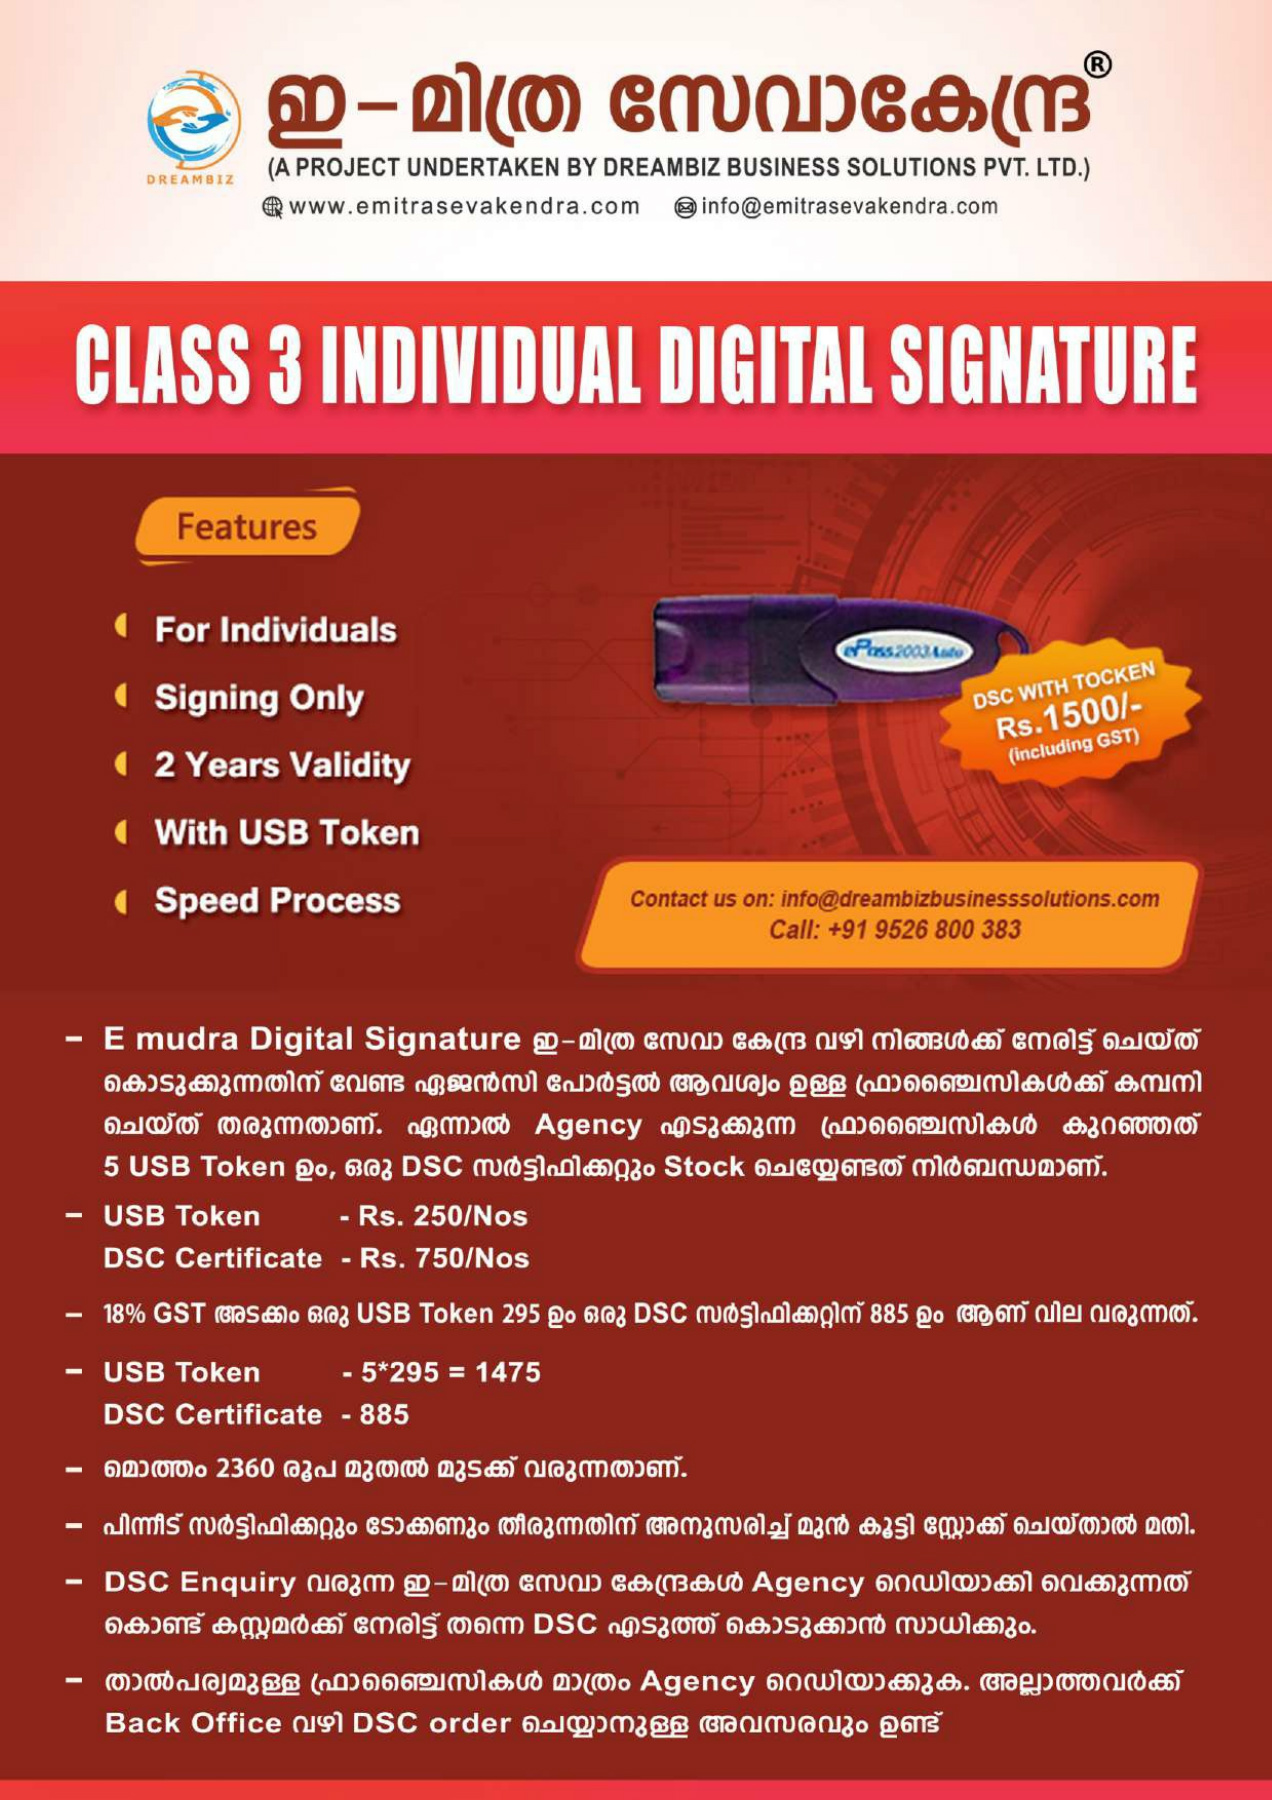 ഇ-മിത്ര സേവാകേന്ദ്ര®
DREAMBIZ
(A PROJECT UNDERTAKEN BY DREAMBIZ BUSINESS SOLUTIONS PVT. LTD.)
www.emitrasevakendra.com info@emitrasevakendra.com
CLASS 3 INDIVIDUAL DIGITAL SIGNATURE
Features
For Individuals
Signing Only
2 Years Validity
With USB Token
Speed Process
ePass2003Auto
DSC WITH TOCKEN
Rs.1500/-
(including GST)
Contact us on: info@dreambizbusinesssolutions.com
Call: +91 9526 800 383
– E mudra Digital Signature ഇ-മിത്ര സേവാ കേന്ദ്ര വഴി നിങ്ങൾക്ക് നേരിട്ട് ചെയ്ത്
കൊടുക്കുന്നതിന് വേണ്ട ഏജൻസി പോർട്ടൽ ആവശ്യം ഉള്ള ഫ്രാഞ്ചൈസികൾക്ക് കമ്പനി
ചെയ്ത് തരുന്നതാണ്. ഏന്നാൽ Agency എടുക്കുന്ന ഫ്രാഞ്ചൈസികൾ കുറഞ്ഞത്
5 USB Token ഉം, ഒരു DSC സർട്ടിഫിക്കറ്റും Stock ചെയ്യേണ്ടത് നിർബന്ധമാണ്.
– USB Token - Rs. 250/Nos
DSC Certificate - Rs. 750/Nos
– 18% GST അടക്കം ഒരു USB Token 295 ഉം ഒരു DSC സർട്ടിഫിക്കറ്റിന് 885 ഉം ആണ് വില വരുന്നത്.
– USB Token - 5*295 = 1475
DSC Certificate - 885
– മൊത്തം 2360 രൂപ മുതൽ മുടക്ക് വരുന്നതാണ്.
– പിന്നീട് സർട്ടിഫിക്കറ്റും ടോക്കണും തീരുന്നതിന് അനുസരിച്ച് മുൻ കൂട്ടി സ്റ്റോക്ക് ചെയ്താൽ മതി.
– DSC Enquiry വരുന്ന ഇ-മിത്ര സേവാ കേന്ദ്രകൾ Agency റെഡിയാക്കി വെക്കുന്നത്
കൊണ്ട് കസ്റ്റമർക്ക് നേരിട്ട് തന്നെ DSC എടുത്ത് കൊടുക്കാൻ സാധിക്കും.
– താൽപര്യമുള്ള ഫ്രാഞ്ചൈസികൾ മാത്രം Agency റെഡിയാക്കുക. അല്ലാത്തവർക്ക്
Back Office വഴി DSC order ചെയ്യാനുള്ള അവസരവും ഉണ്ട്